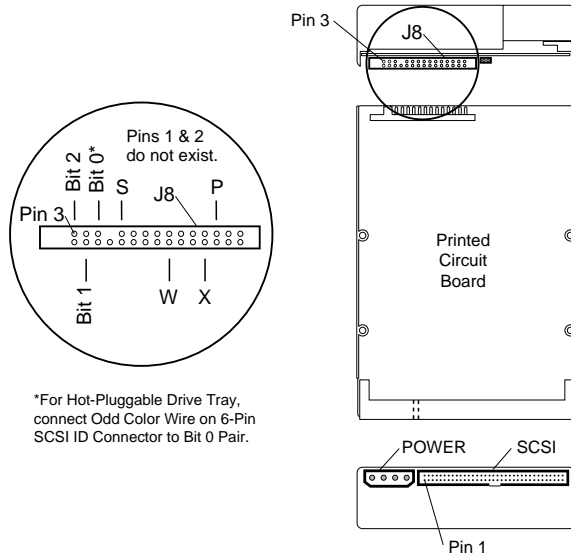 Pin 3
J8
Pins 1 & 2
do not exist.
Bit 2
Bit 0*
S
J8
P
Pin 3
Bit 1
W
X
Printed
Circuit
Board
*For Hot-Pluggable Drive Tray,
connect Odd Color Wire on 6-Pin
SCSI ID Connector to Bit 0 Pair.
POWER
SCSI
Pin 1